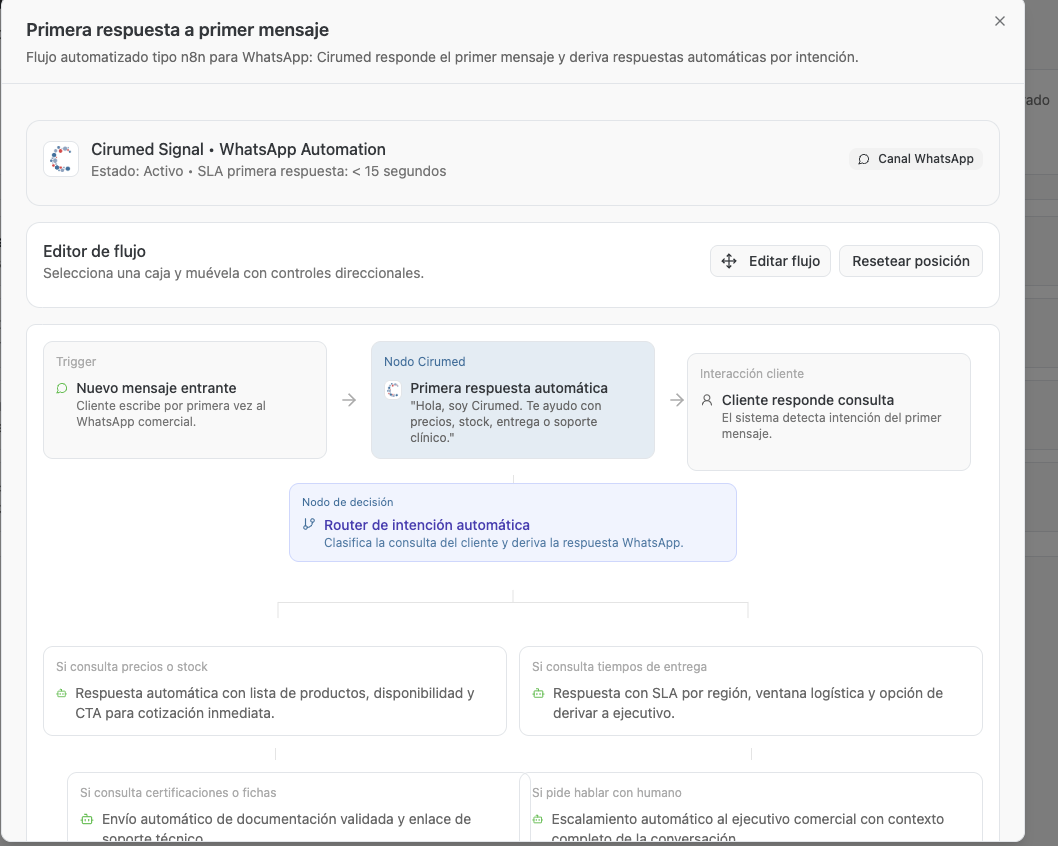 Primera respuesta a primer mensaje
Flujo automatizado tipo n8n para WhatsApp: Cirumed responde el primer mensaje y deriva respuestas automáticas por intención.
ado
Cirumed Signal • WhatsApp Automation
Estado: Activo • SLA primera respuesta: < 15 segundos
Canal WhatsApp
Editor de flujo
Selecciona una caja y muévela con controles direccionales.
Editar flujo
Resetear posición
Trigger
Nuevo mensaje entrante
Cliente escribe por primera vez al
WhatsApp comercial.
Nodo Cirumed
Primera respuesta automática
"Hola, soy Cirumed. Te ayudo con
precios, stock, entrega o soporte
clínico."
Interacción cliente
Cliente responde consulta
El sistema detecta intención del primer
mensaje.
Nodo de decisión
Router de intención automática
Clasifica la consulta del cliente y deriva la respuesta WhatsApp.
Si consulta precios o stock
Respuesta automática con lista de productos, disponibilidad y
CTA para cotización inmediata.
Si consulta tiempos de entrega
Respuesta con SLA por región, ventana logística y opción de
derivar a ejecutivo.
Si consulta certificaciones o fichas
Envío automático de documentación validada y enlace de
soporte técnico.
Si pide hablar con humano
Escalamiento automático al ejecutivo comercial con contexto
completo de la conversación.